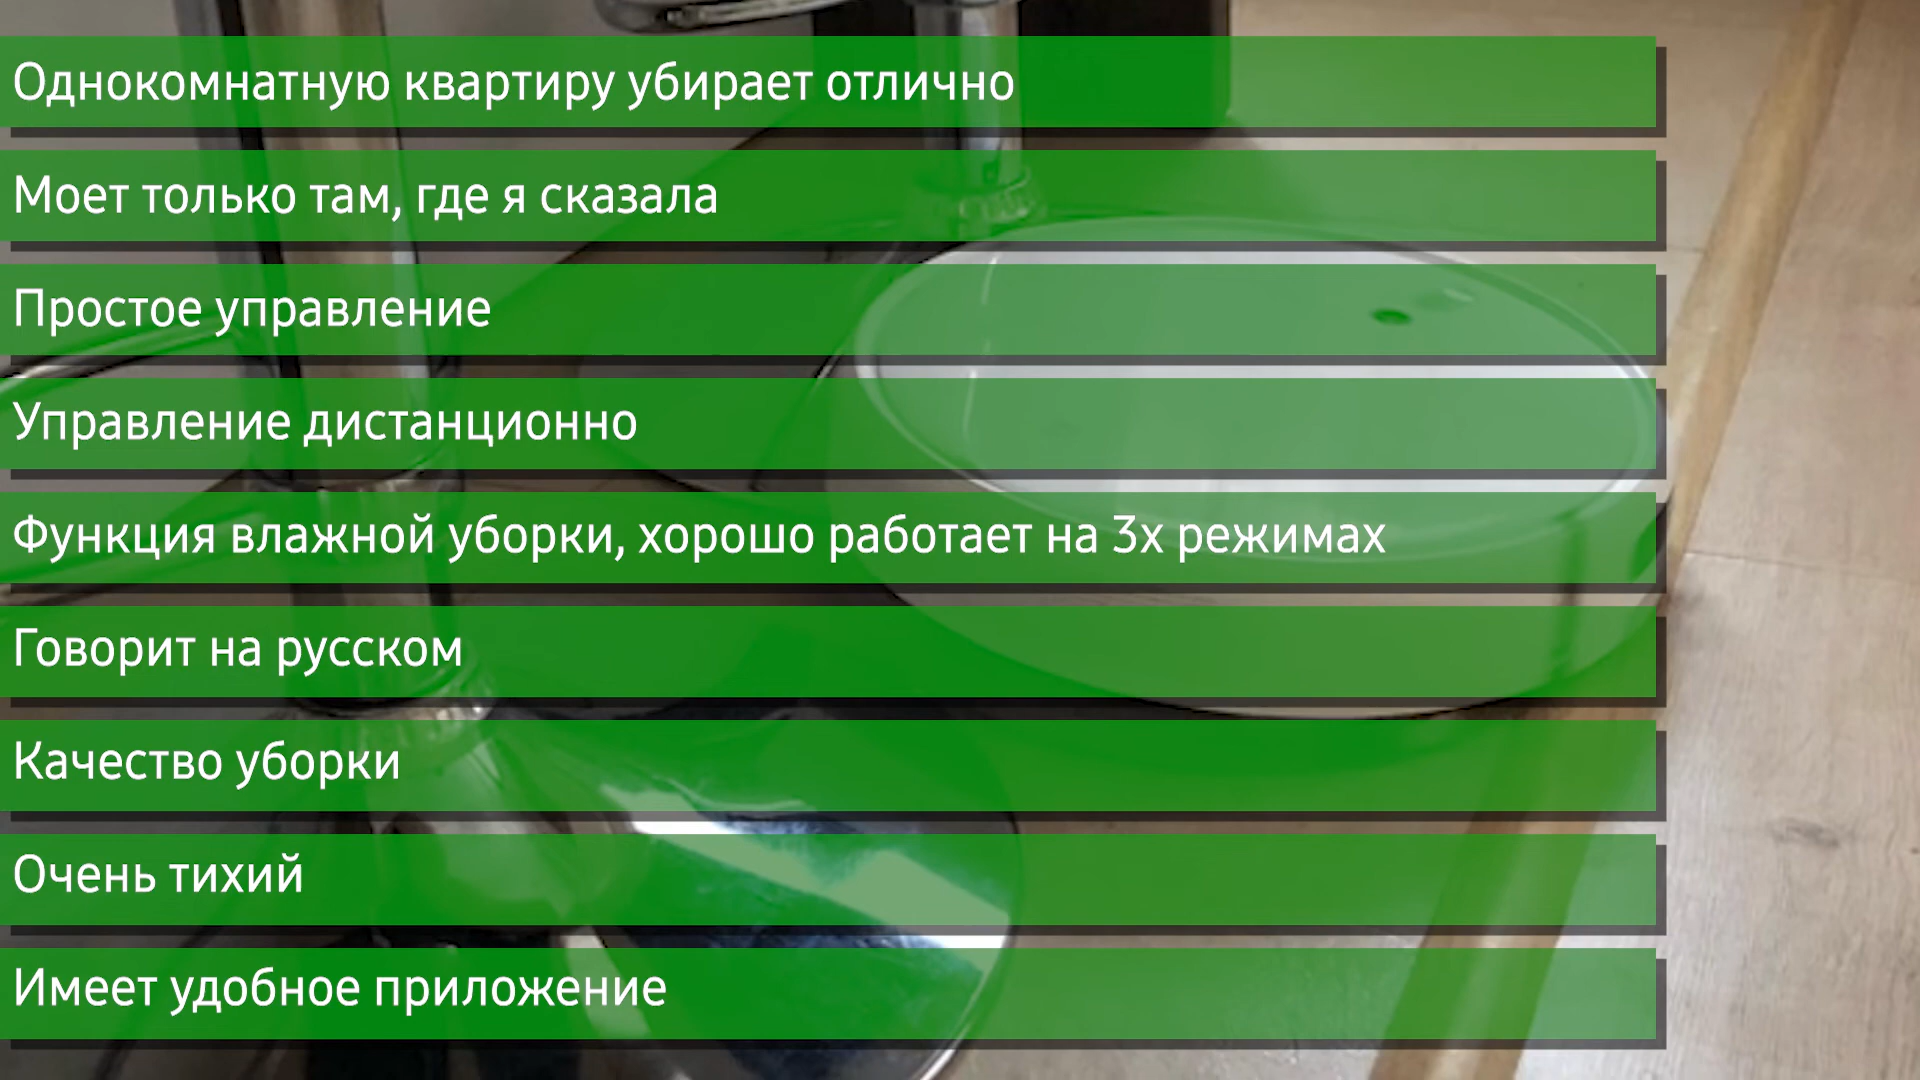 Однокомнатную квартиру убирает отлично
Моет только там, где я сказала
Простое управление
Управление дистанционно
Функция влажной уборки, хорошо работает на 3х режимах
Говорит на русском
Качество уборки
Очень тихий
Имеет удобное приложение